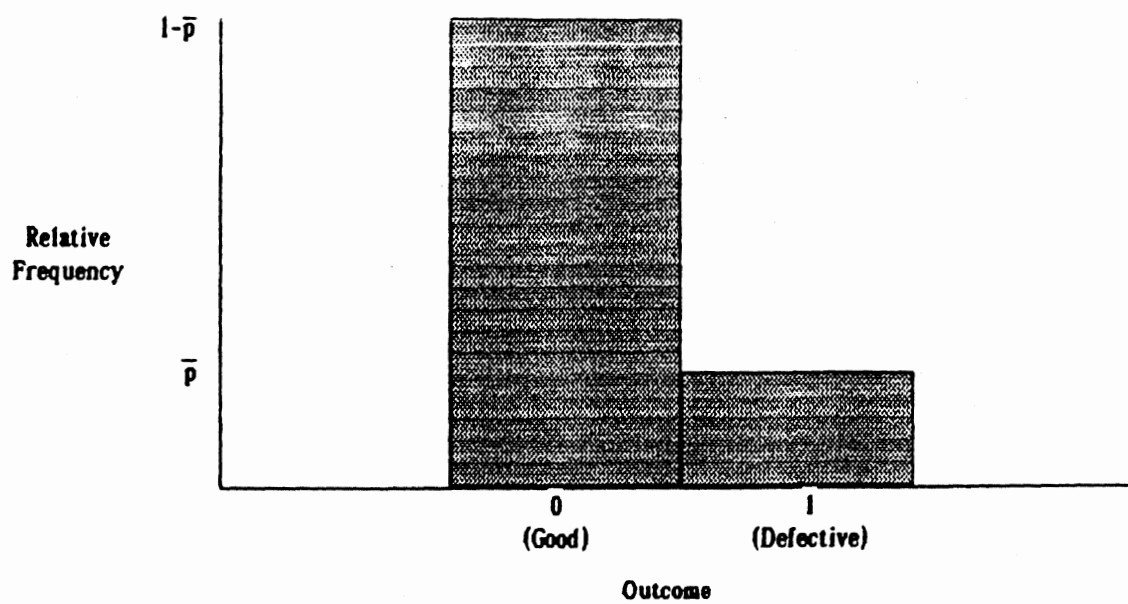 1-p̅
Relative
Frequency
p̅
0
(Good)
1
(Defective)
Outcome